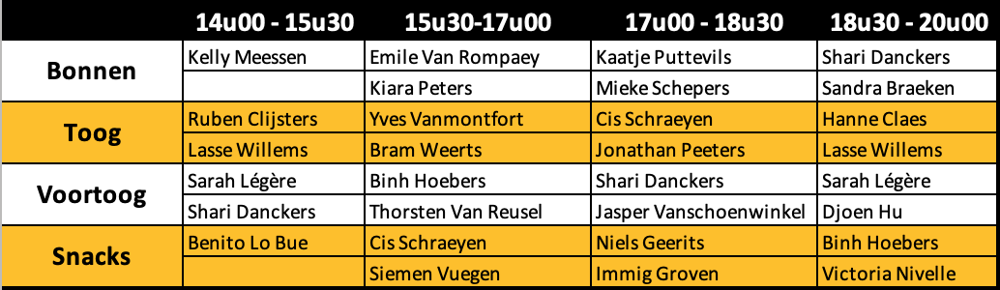 14u00 - 15u30 15u30-17u00 17u00 - 18u30 18u30 - 20u00
Bonnen
Kelly Meessen Emile Van Rompaey Kaatje Puttevils Shari Danckers
Kiara Peters Mieke Schepers Sandra Braeken
Toog
Ruben Clijsters Yves Vanmontfort Cis Schraeyen Hanne Claes
Lasse Willems Bram Weerts Jonathan Peeters Lasse Willems
Voortoog
Sarah Légère Binh Hoebers Shari Danckers Sarah Légère
Shari Danckers Thorsten Van Reusel Jasper Vanschoenwinkel Djoen Hu
Snacks
Benito Lo Bue Cis Schraeyen Niels Geerits Binh Hoebers
Siemen Vuegen Immig Groven Victoria Nivelle